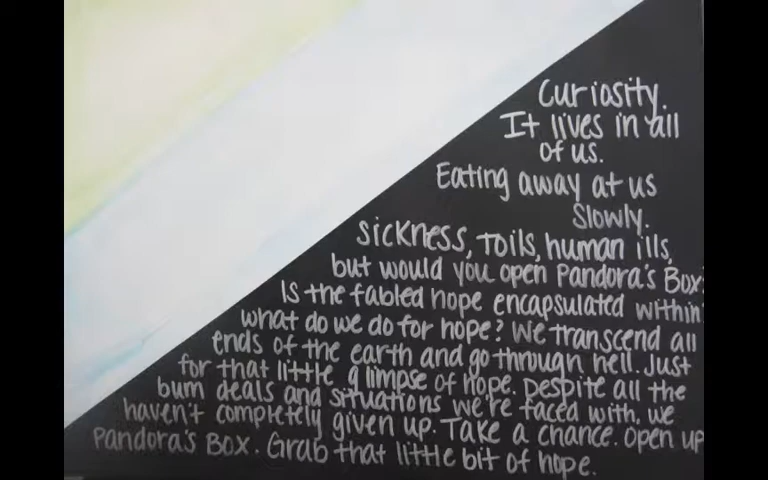 Curiosity.
It lives in all
of us.
Eating away at us
Slowly.
Sickness, Toils, human ills,
but would you open Pandora's Box
Is the fabled hope encapsulated within
what do we do for hope? We transcend all
ends of the earth and go through hell. Just
for that little glimpse of hope. Despite all the
bum deals and situations we're faced with, we
haven't completely given up. Take a chance. Open up
Pandora's Box. Grab that little bit of hope.